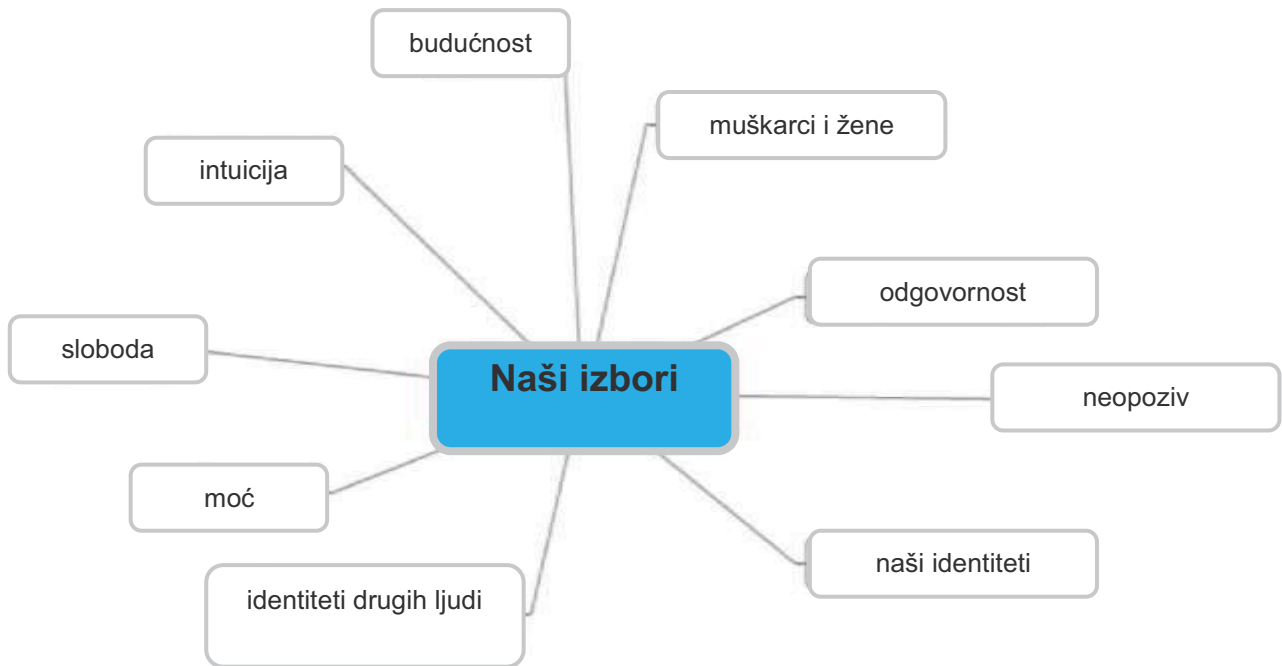 budućnost
muškarci i žene
intuicija
odgovornost
sloboda
Naši izbori
neopoziv
moć
naši identiteti
identiteti drugih ljudi